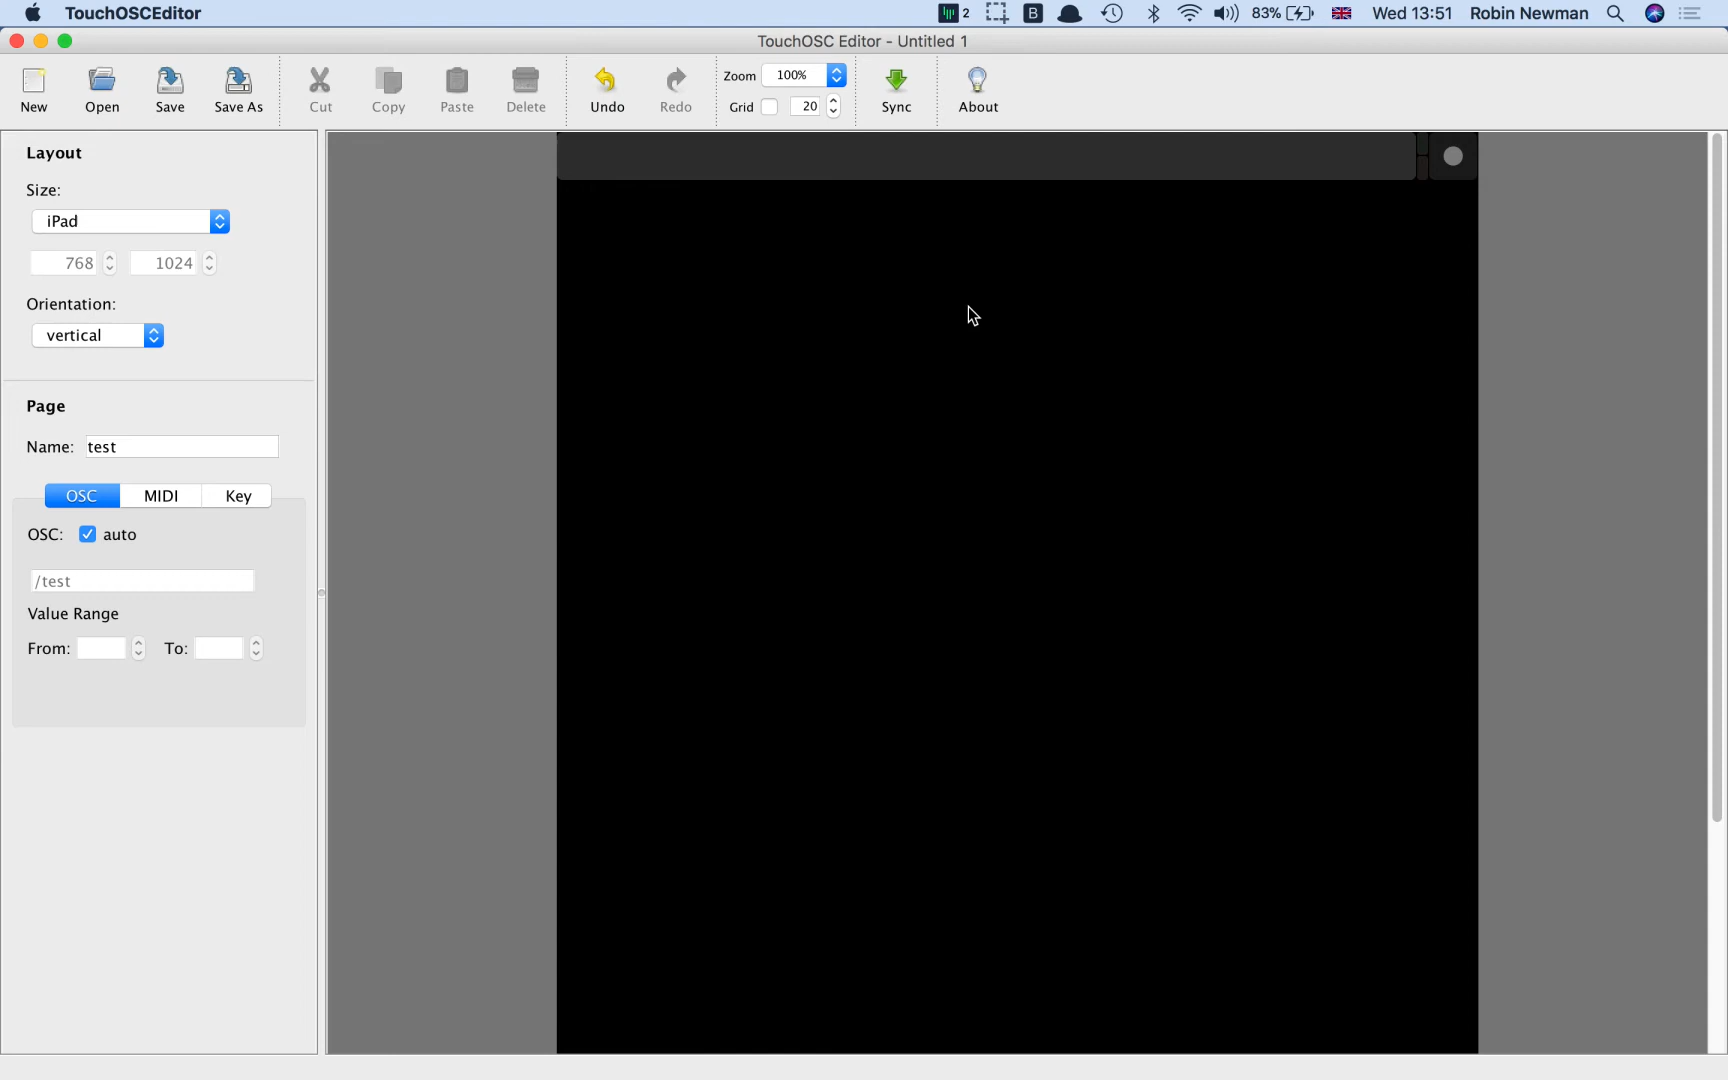 TouchOSCEditor 2 B 83% Wed 13:51 Robin Newman
TouchOSC Editor - Untitled 1
New Open Save Save As Cut Copy Paste Delete Undo Redo Zoom 100% Sync About
Grid 20
Layout
Size:
iPad
768 1024
Orientation:
vertical
Page
Name: test
OSC MIDI Key
OSC: auto
/test
Value Range
From: To: